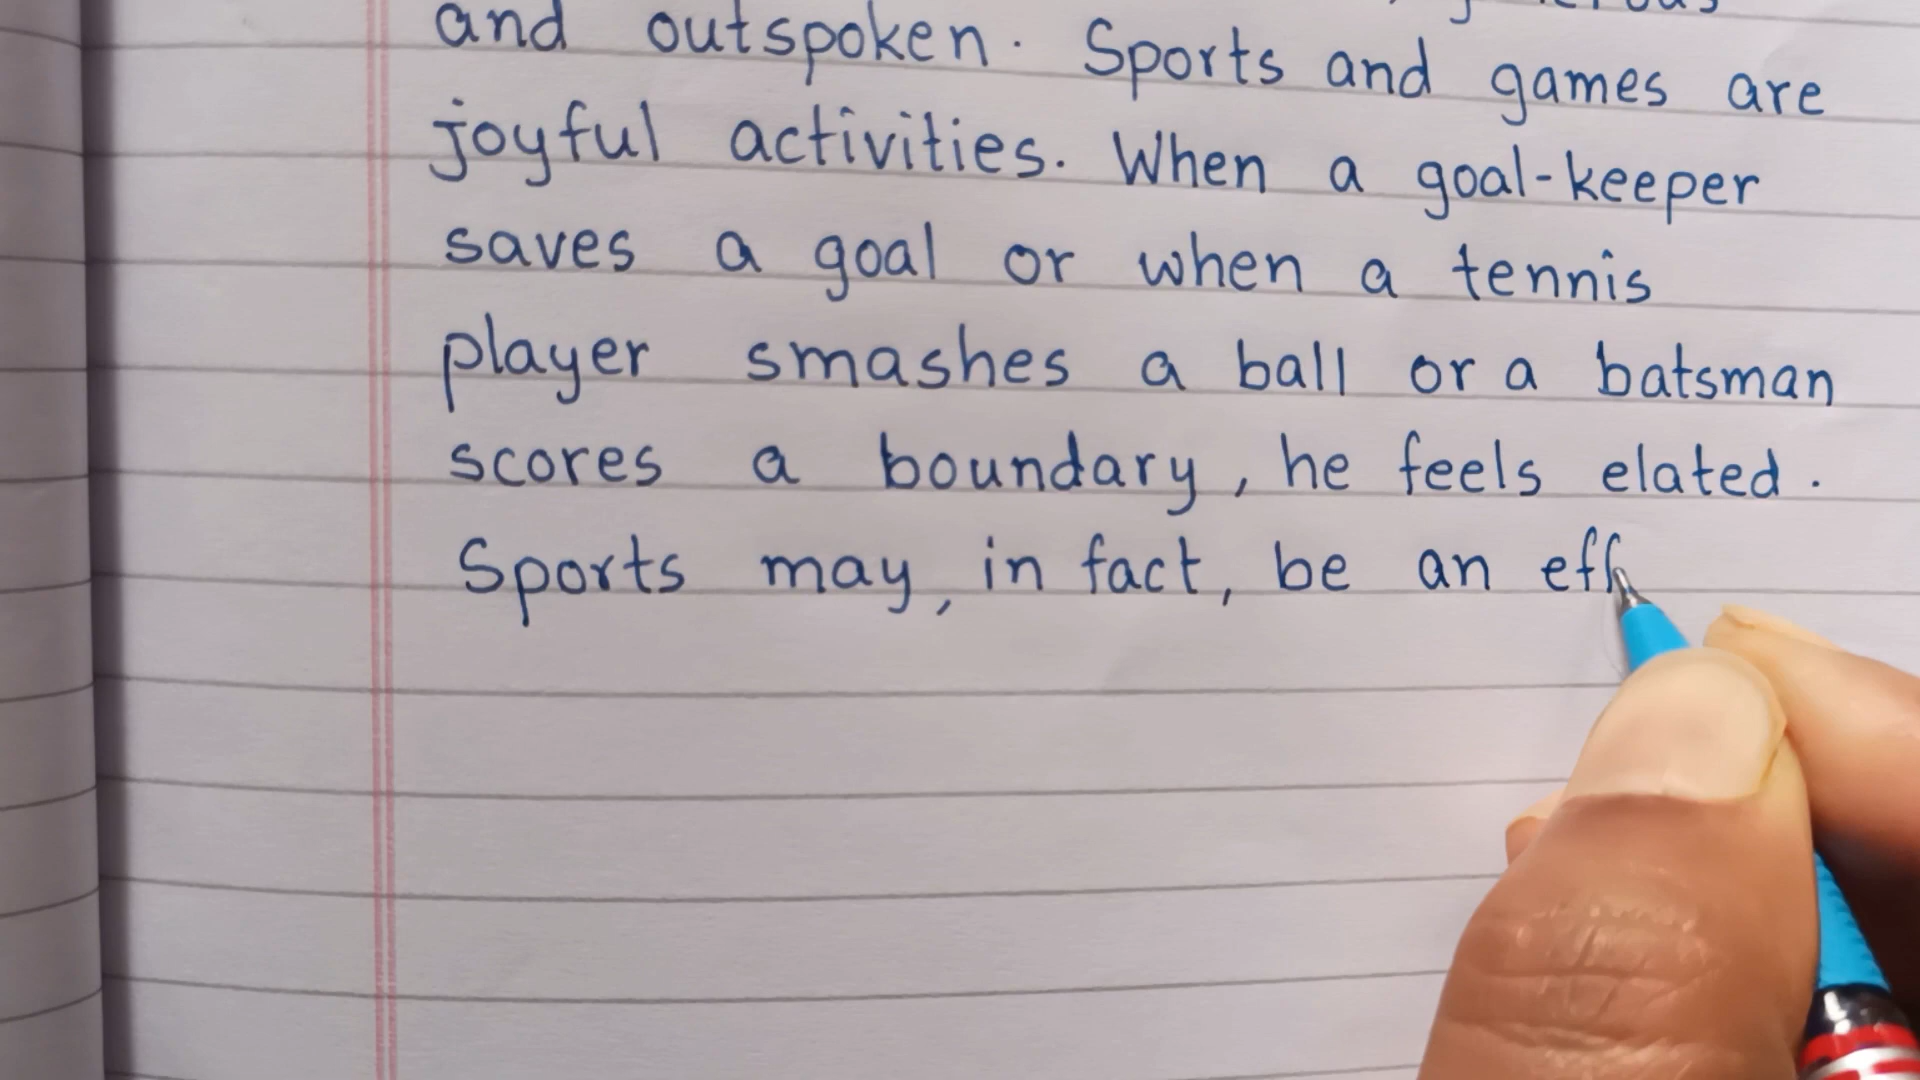 and outspoken. Sports and games are
joyful activities. When a goal-keeper
saves a goal or when a tennis
player smashes a ball or a batsman
scores a boundary, he feels elated.
Sports may, in fact, be an eff